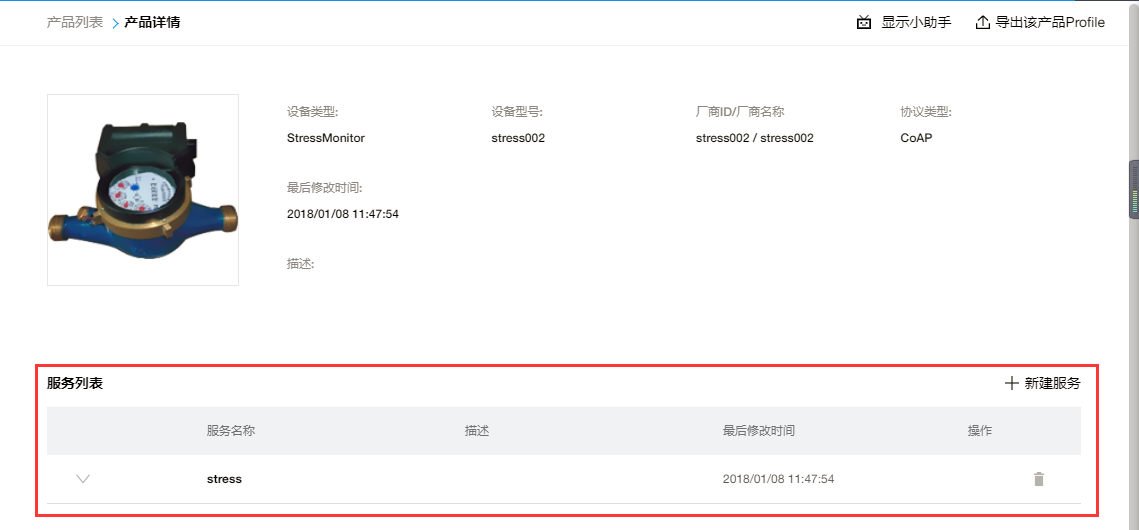 产品列表 产品详情 显示小助手 导出该产品Profile
设备类型: 设备型号: 厂商ID/厂商名称 协议类型:
StressMonitor stress002 stress002 / stress002 CoAP
最后修改时间:
2018/01/08 11:47:54
描述:
服务列表 新建服务
服务名称 描述 最后修改时间 操作
stress 2018/01/08 11:47:54